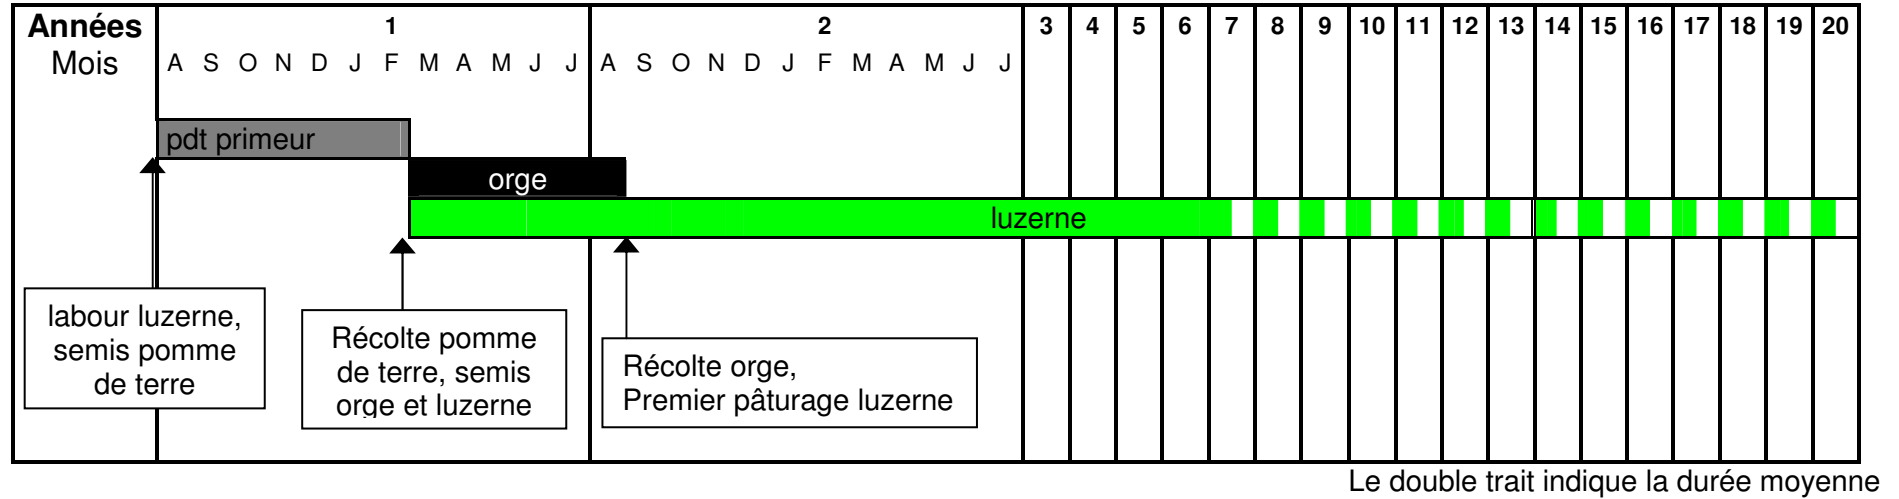 Années 1 2 3 4 5 6 7 8 9 10 11 12 13 14 15 16 17 18 19 20
Mois A S O N D J F M A M J J A S O N D J F M A M J J
pdt primeur
orge
luzerne
labour luzerne,
semis pomme
de terre
Récolte pomme
de terre, semis
orge et luzerne
Récolte orge,
Premier pâturage luzerne
Le double trait indique la durée moyenne